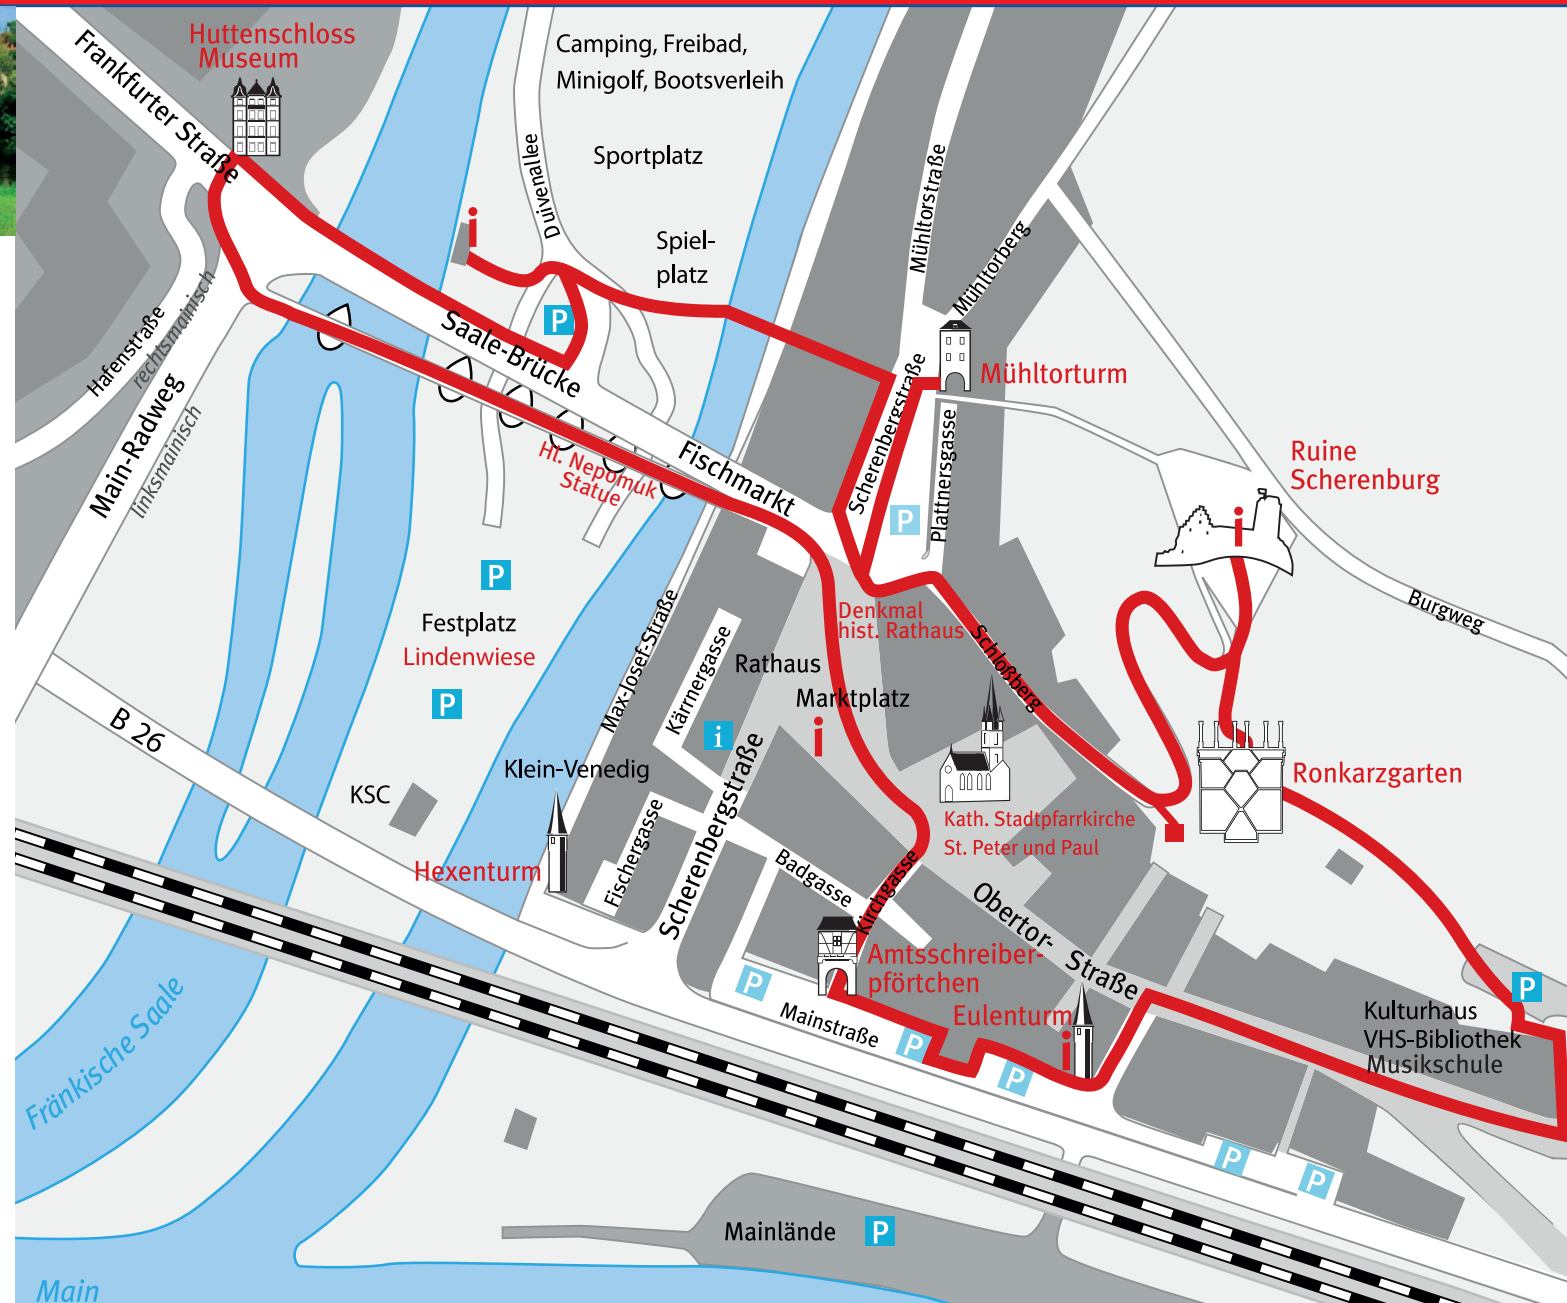 Huttenschloss
Museum
Frankfurter Straße
Camping, Freibad,
Minigolf, Bootsverleih
Sportplatz
Duivenallee
i
Spiel-
platz
Mühltorstraße
Mühltorberg
Hafenstraße
rechtsmainisch
Main-Radweg
linksmainisch
P
Saale-Brücke
Mühltorturm
Scherenbergstraße
Plattnersgasse
P
Hl. Nepomuk
Statue
Fischmarkt
Ruine
Scherenburg
i
Burgweg
P
Festplatz
Lindenwiese
P
Denkmal
hist. Rathaus
Schloßberg
Max-Josef-Straße
Kärrnergasse
Rathaus
Marktplatz
i
i
B 26
Klein-Venedig
KSC
Hexenturm
Fischergasse
Scherenbergstraße
Ronkarzgarten
Kath. Stadtpfarrkirche
St. Peter und Paul
Badgasse
Kirchgasse
Obertor-
Straße
Amtsschreiber-
pförtchen
P
Mainstraße
P
Eulenturm
i
P
P
Kulturhaus
VHS-Bibliothek
Musikschule
Fränkische Saale
P
P
Mainlände
P
Main